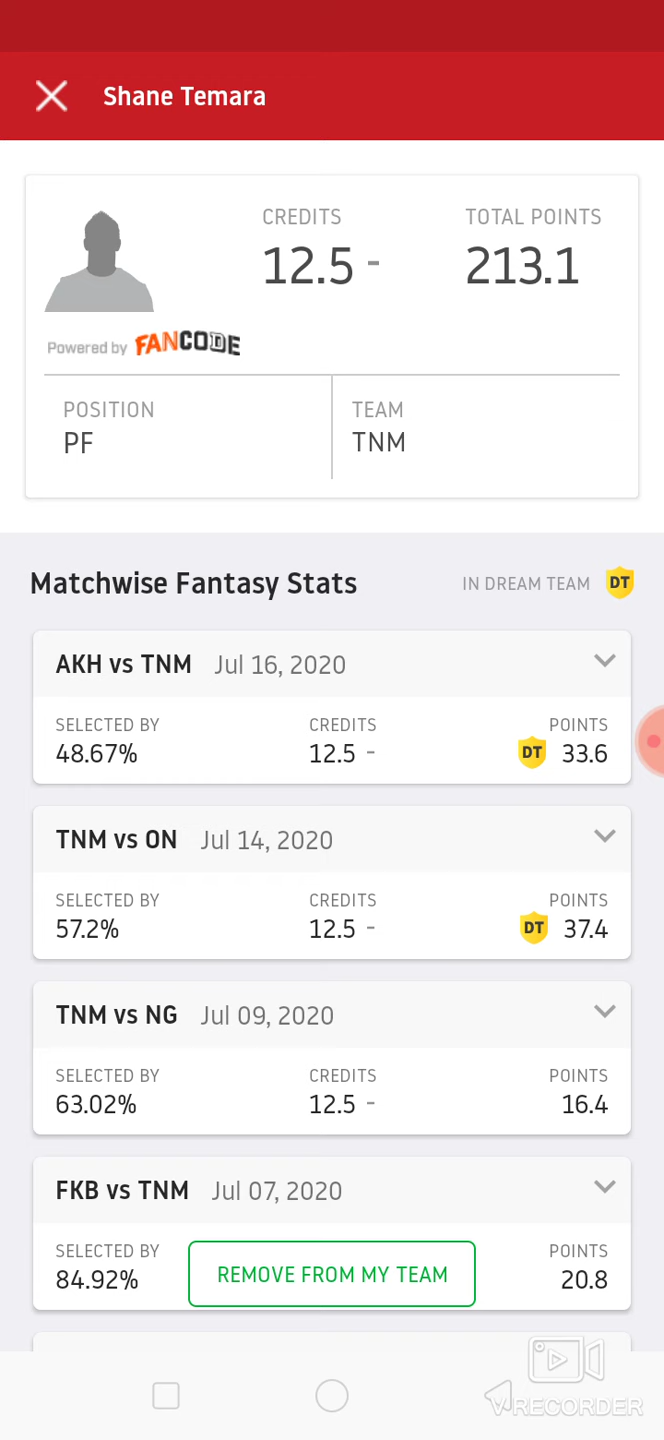 Shane Temara
CREDITS TOTAL POINTS
12.5 - 213.1
Powered by FANCODE
POSITION TEAM
PF TNM
Matchwise Fantasy Stats IN DREAM TEAM DT
AKH vs TNM Jul 16, 2020
SELECTED BY CREDITS POINTS
48.67% 12.5 - DT 33.6
TNM vs ON Jul 14, 2020
SELECTED BY CREDITS POINTS
57.2% 12.5 - DT 37.4
TNM vs NG Jul 09, 2020
SELECTED BY CREDITS POINTS
63.02% 12.5 - 16.4
FKB vs TNM Jul 07, 2020
SELECTED BY POINTS
84.92% REMOVE FROM MY TEAM 20.8
VRECORDER